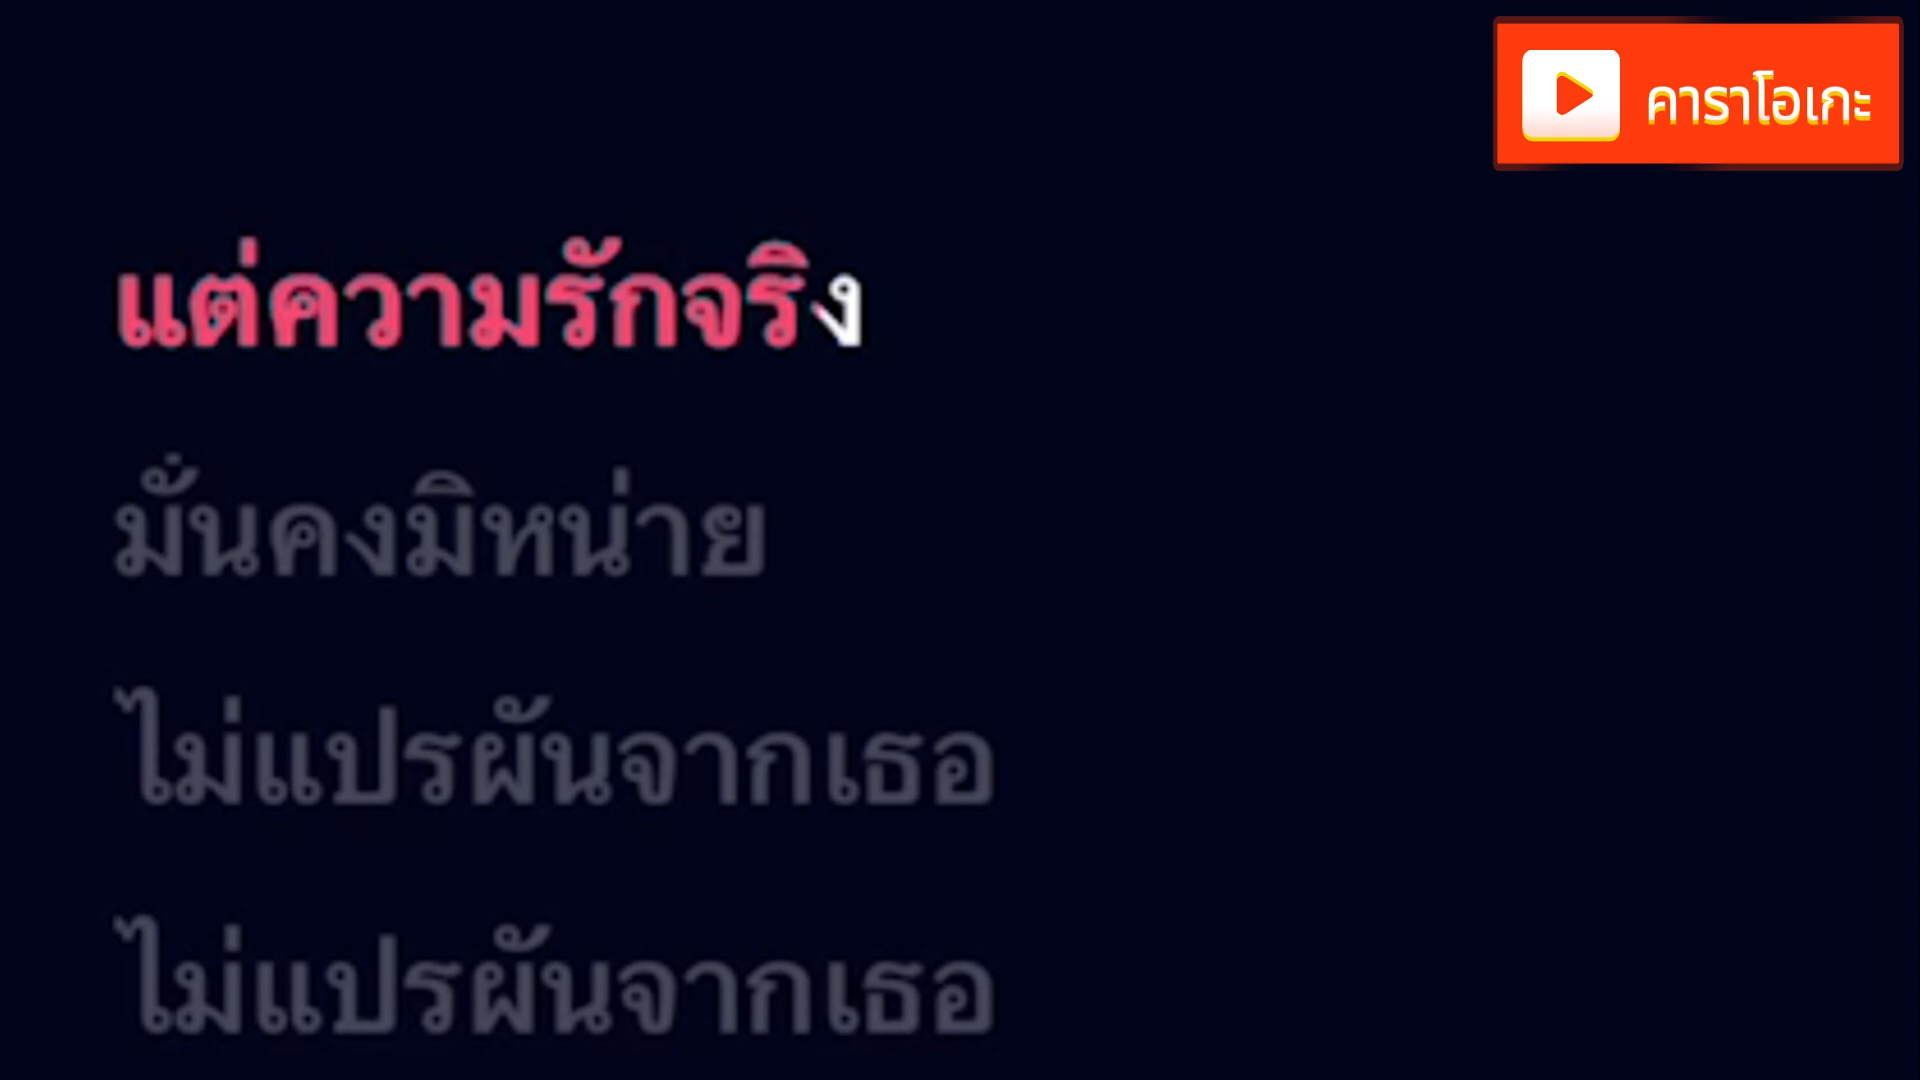 คาราโอเกะ
แต่ความรักจริง
มั่นคงมิหน่าย
ไม่แปรผันจากเธอ
ไม่แปรผันจากเธอ